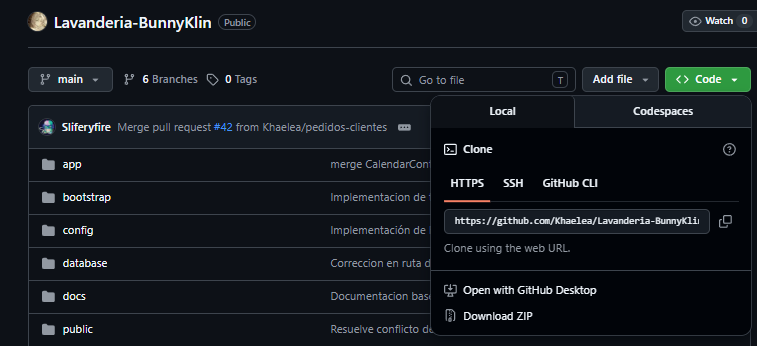 Lavanderia-BunnyKlin Public Watch 0
main 6 Branches 0 Tags Go to file T Add file Code
Local Codespaces
Sliferyfire Merge pull request #42 from Khaelea/pedidos-clientes
Clone
app merge CalendarCon
HTTPS SSH GitHub CLI
bootstrap Implementacion de
https://github.com/Khaelea/Lavanderia-BunnyKlin
config Implementación de
Clone using the web URL.
database Correccion en ruta d
docs Documentacion bas
Open with GitHub Desktop
public Resuelve conflicto de
Download ZIP